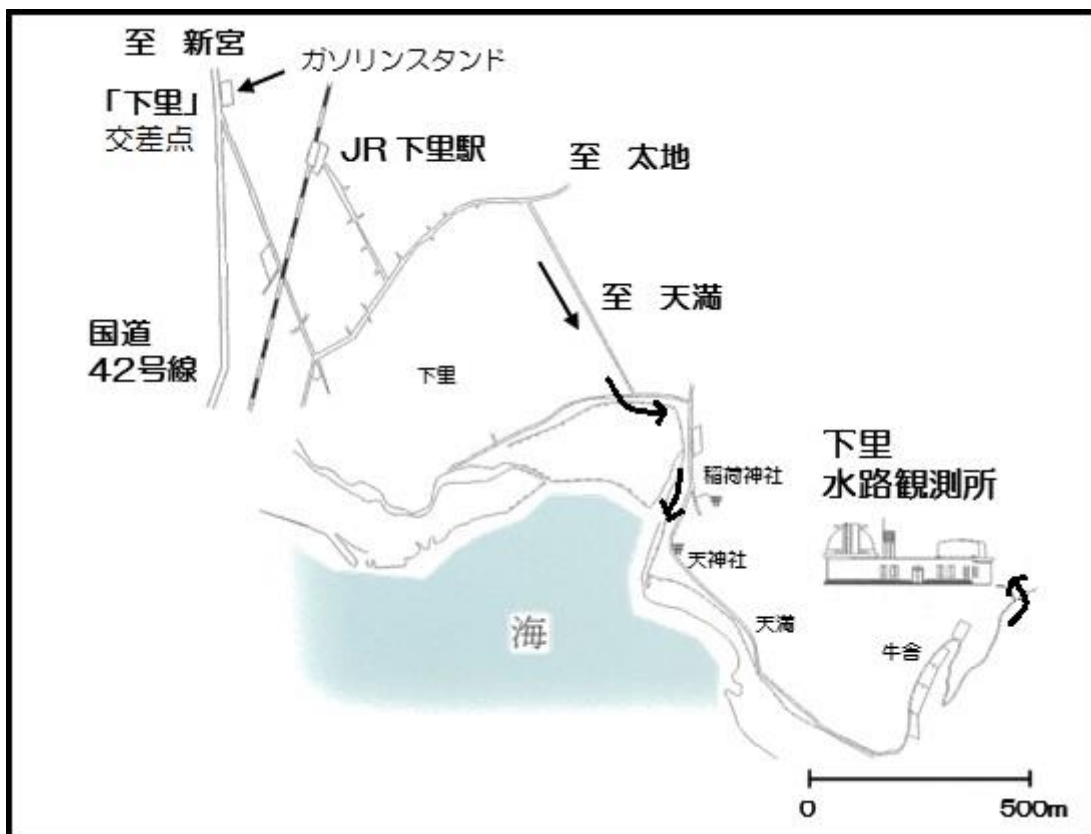 至 新宮
ガソリンスタンド
「下里」
交差点
JR 下里駅
至 太地
至 天満
国道
42号線
下里
下里
水路観測所
稲荷神社
天神社
海
天満
牛舎
0
500m